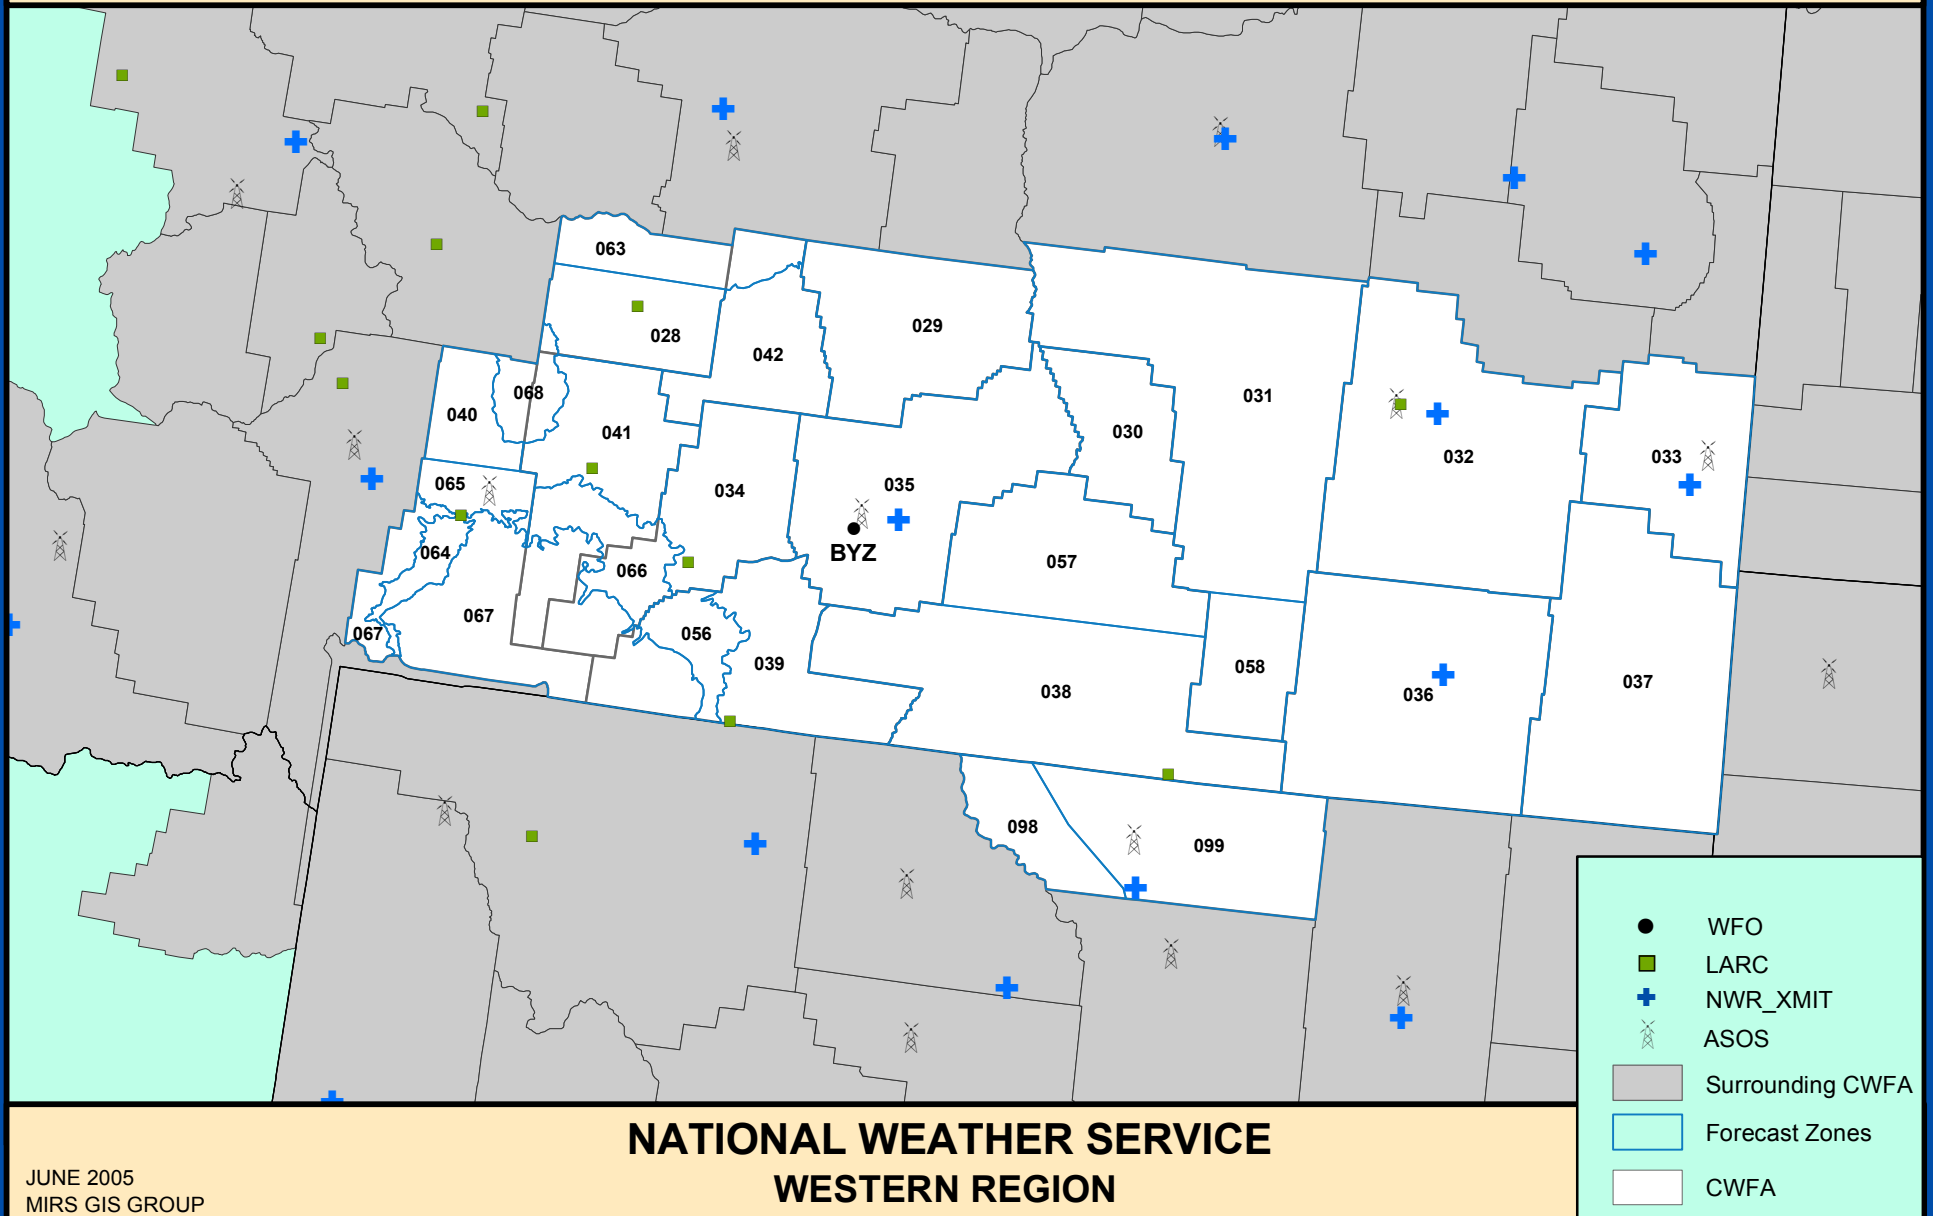 063
028
029
042
068
040
041
031
030
032
033
065
034
035
064
BYZ
057
066
067
067
056
039
058
038
036
037
098
099
WFO
LARC
NWR_XMIT
ASOS
Surrounding CWFA
Forecast Zones
CWFA
NATIONAL WEATHER SERVICE
WESTERN REGION
JUNE 2005
MIRS GIS GROUP